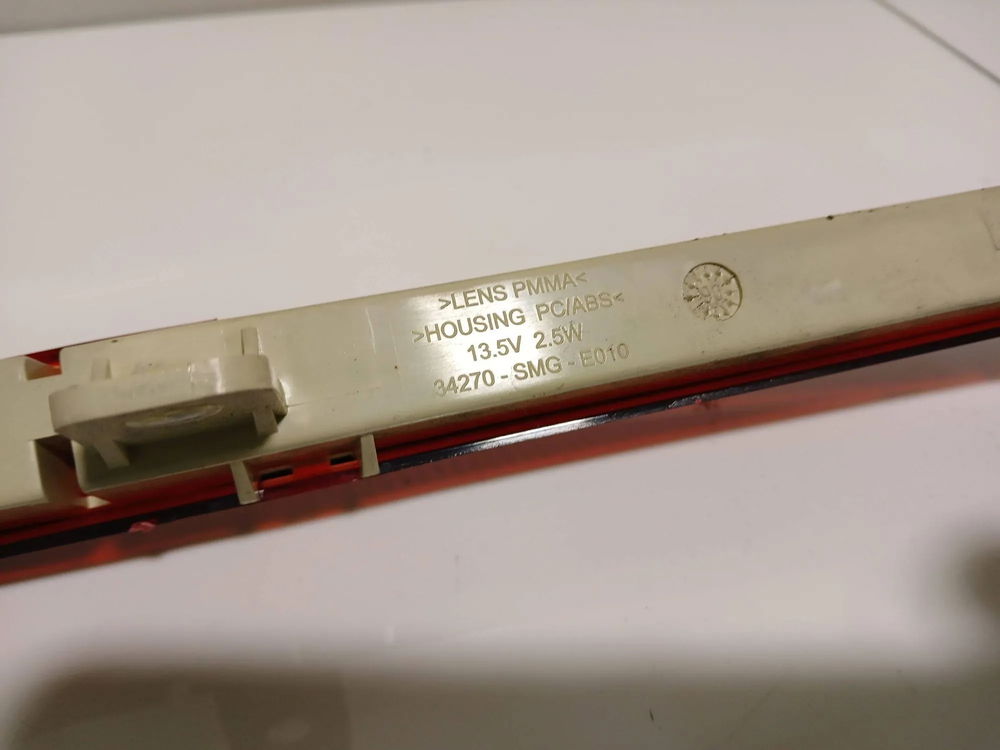 >LENS PMMA<
>HOUSING PC/ABS<
13.5V 2.5W
34270 - SMG - E010